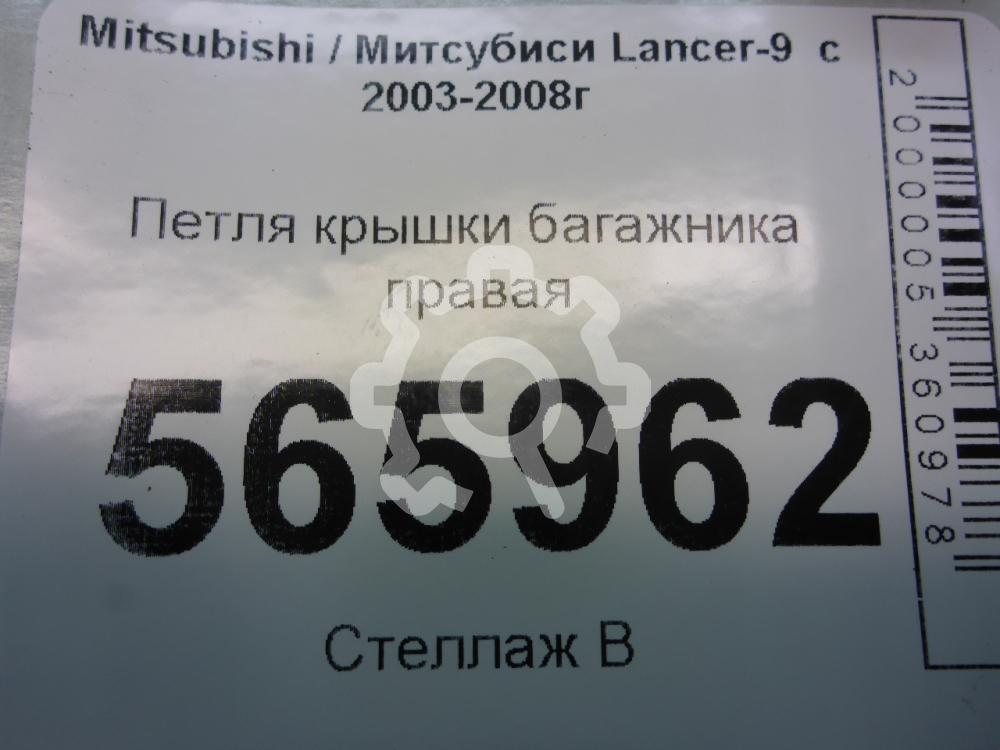 Mitsubishi / Митсубиси Lancer-9 с
2003-2008г
Петля крышки багажника
правая
565962
Стеллаж В
2000005360978